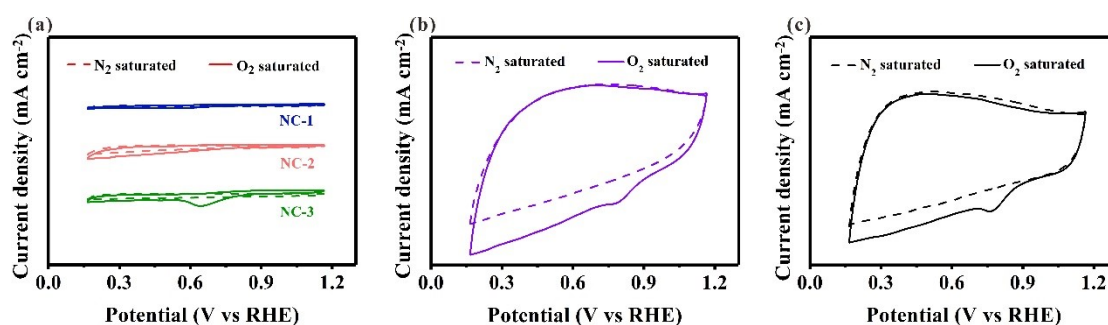 (a)
Current density (mA cm⁻²)
N₂ saturated
O₂ saturated
NC-1
NC-2
NC-3
0.0 0.3 0.6 0.9 1.2
Potential (V vs RHE)
(b)
Current density (mA cm⁻²)
N₂ saturated
O₂ saturated
0.0 0.3 0.6 0.9 1.2
Potential (V vs RHE)
(c)
Current density (mA cm⁻²)
N₂ saturated
O₂ saturated
0.0 0.3 0.6 0.9 1.2
Potential (V vs RHE)